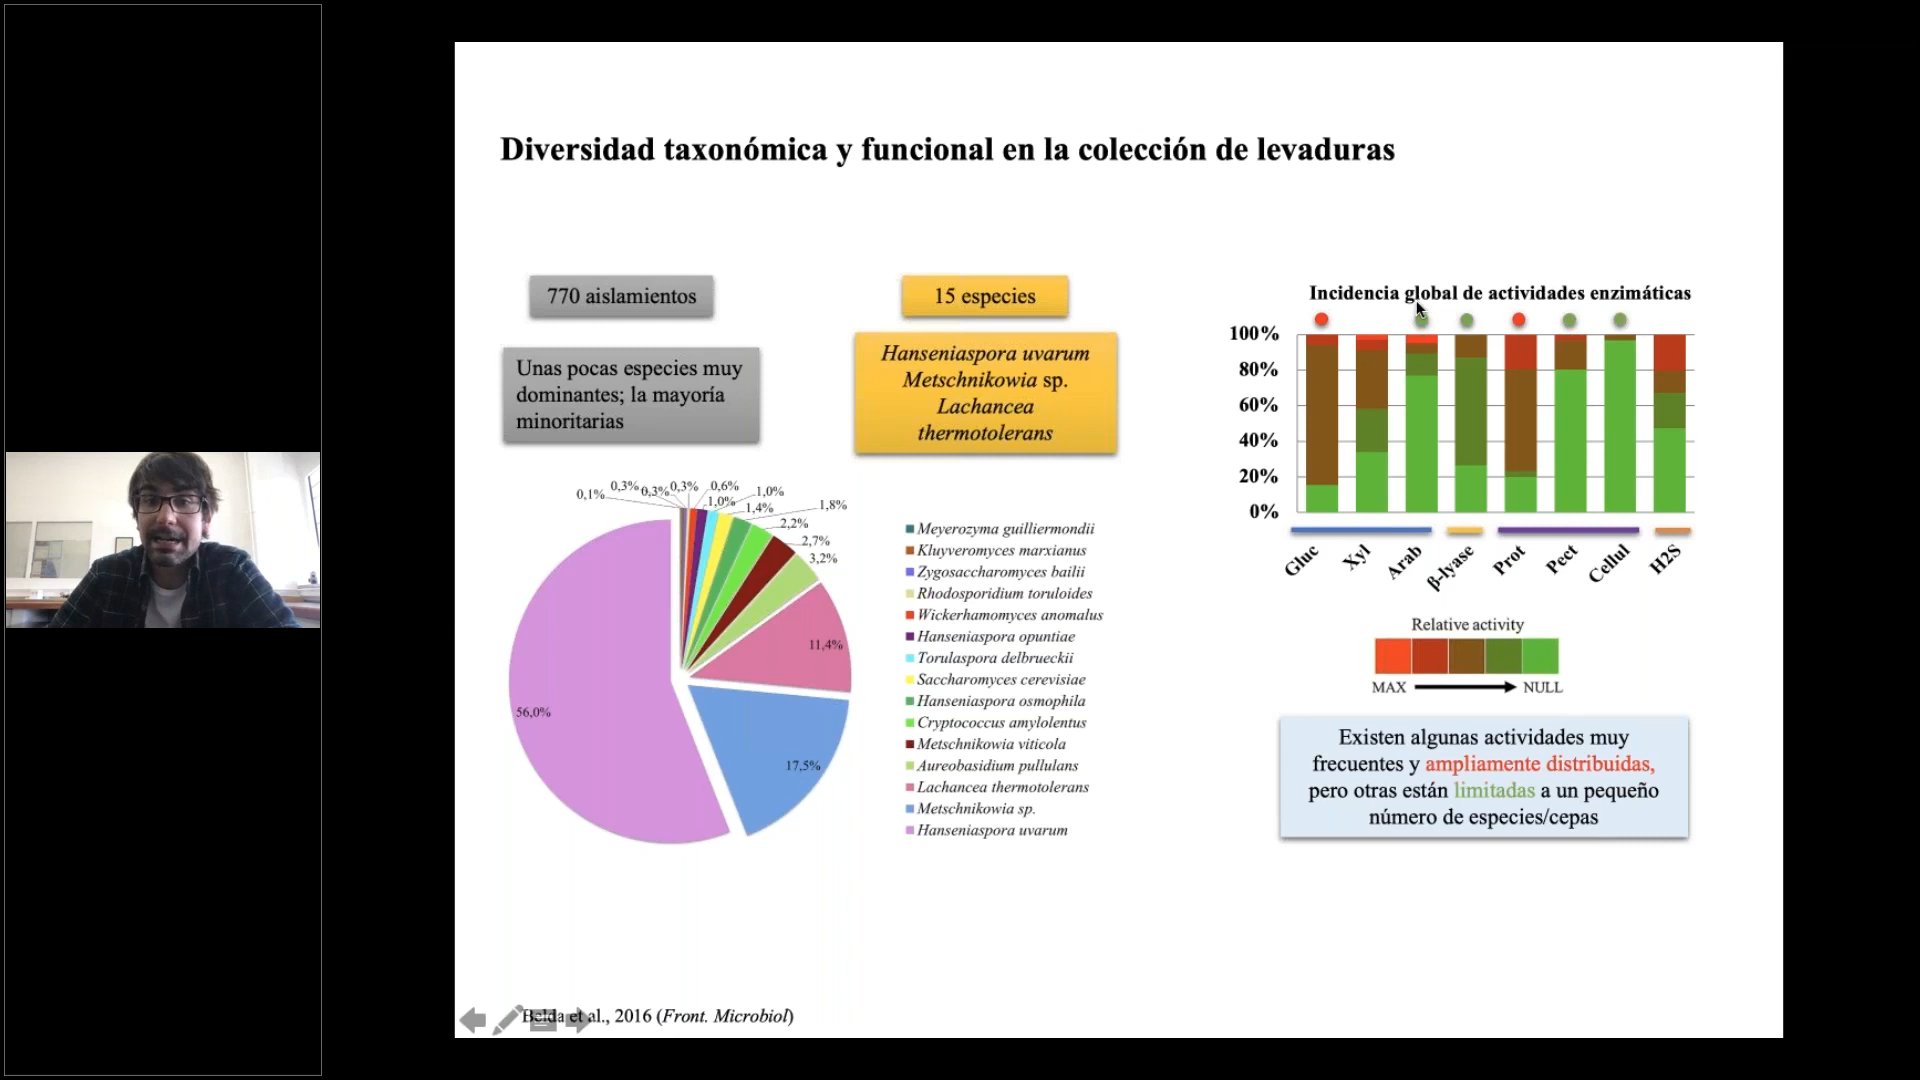 Diversidad taxonómica y funcional en la colección de levaduras
770 aislamientos
Unas pocas especies muy
dominantes; la mayoría
minoritarias
15 especies
Hanseniaspora uvarum
Metschnikowia sp.
Lachancea
thermotolerans
0,1%
0,3%
0,3%
0,3%
0,6%
1,0%
1,0%
1,4%
1,8%
2,2%
2,7%
3,2%
11,4%
17,5%
56,0%
Meyerozyma guilliermondii
Kluyveromyces marxianus
Zygosaccharomyces bailii
Rhodosporidium toruloides
Wickerhamomyces anomalus
Hanseniaspora opuntiae
Torulaspora delbrueckii
Saccharomyces cerevisiae
Hanseniaspora osmophila
Cryptococcus amylolentus
Metschnikowia viticola
Aureobasidium pullulans
Lachancea thermotolerans
Metschnikowia sp.
Hanseniaspora uvarum
Incidencia global de actividades enzimáticas
100%
80%
60%
40%
20%
0%
Gluc
Xyl
Arab
β-lyase
Prot
Pect
Cellul
H2S
Relative activity
MAX
NULL
Existen algunas actividades muy
frecuentes y ampliamente distribuidas,
pero otras están limitadas a un pequeño
número de especies/cepas
Belda et al., 2016 (Front. Microbiol)